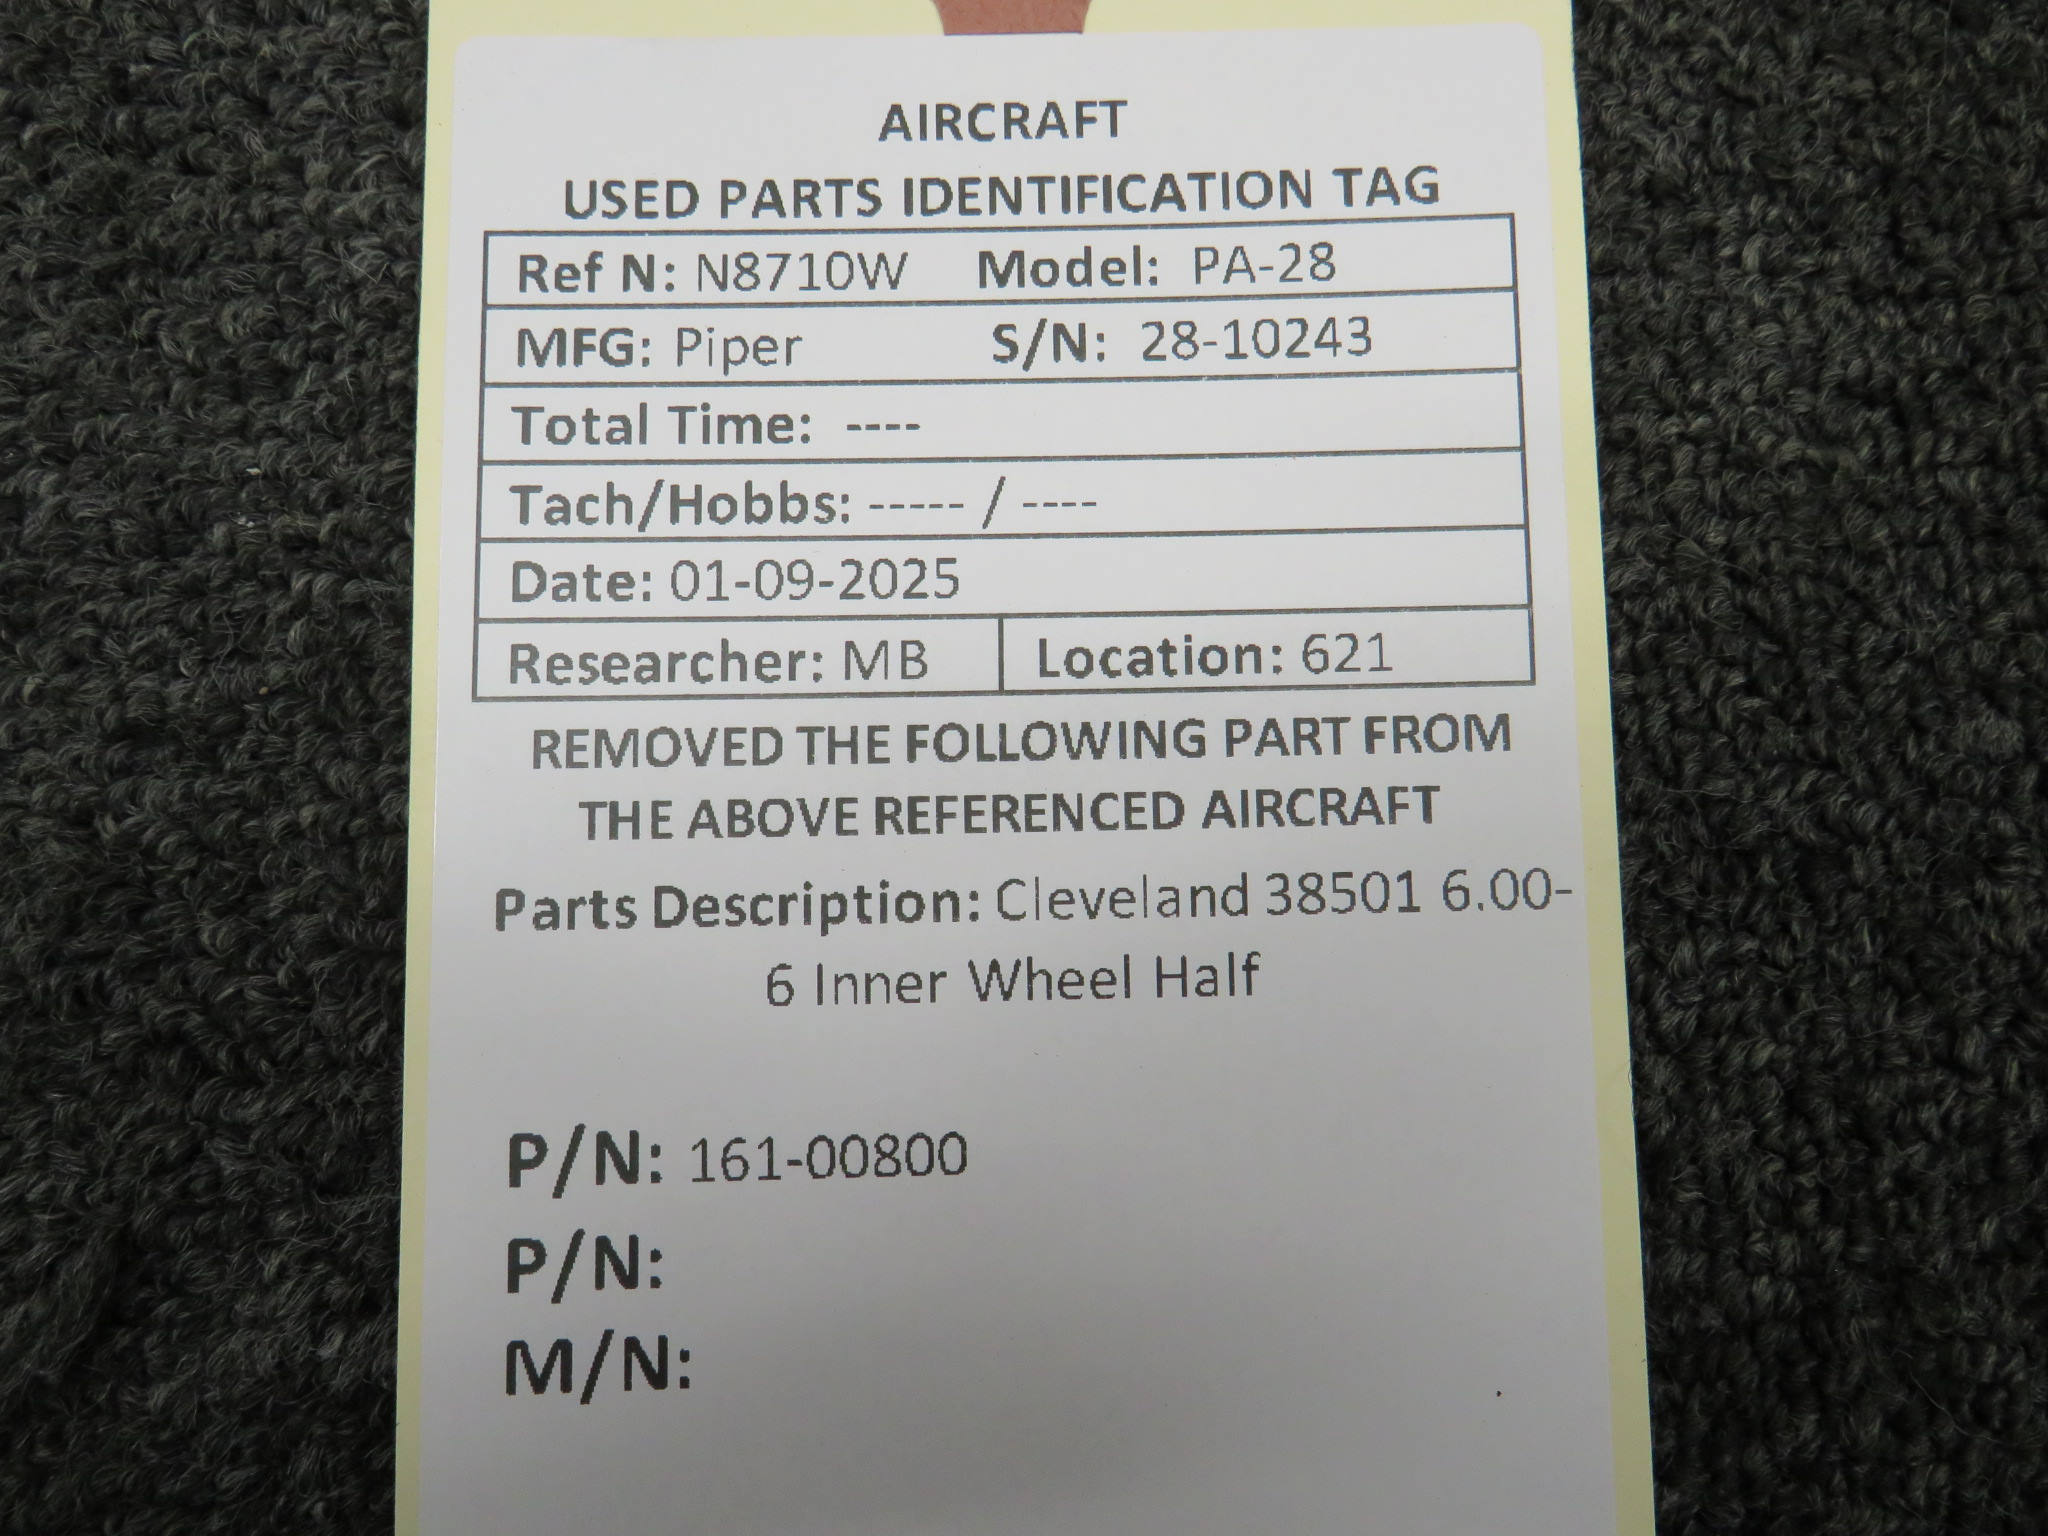 AIRCRAFT
USED PARTS IDENTIFICATION TAG
Ref N: N8710W Model: PA-28
MFG: Piper S/N: 28-10243
Total Time: ----
Tach/Hobbs: ----- / ----
Date: 01-09-2025
Researcher: MB Location: 621
REMOVED THE FOLLOWING PART FROM
THE ABOVE REFERENCED AIRCRAFT
Parts Description: Cleveland 38501 6.00-
6 Inner Wheel Half
P/N: 161-00800
P/N:
M/N: